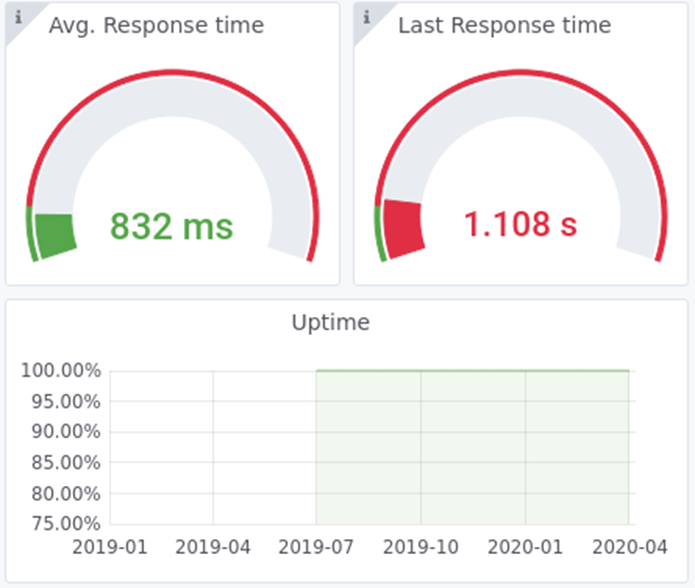 i
Avg. Response time
832 ms
i
Last Response time
1.108 s
Uptime
100.00%
95.00%
90.00%
85.00%
80.00%
75.00%
2019-01 2019-04 2019-07 2019-10 2020-01 2020-04